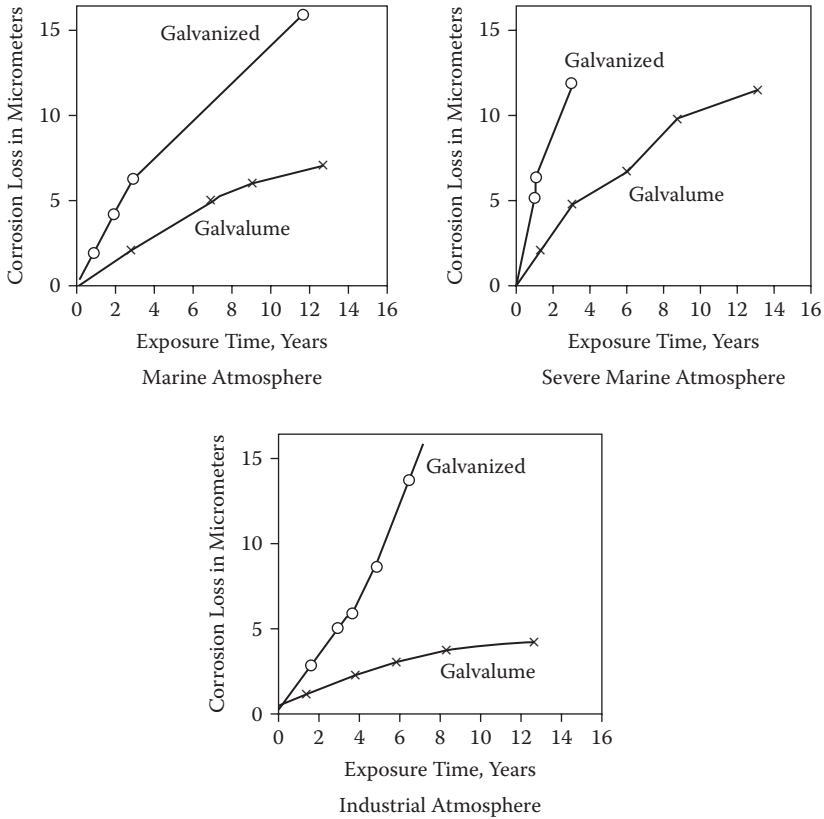 Corrosion Loss in Micrometers
15
10
5
0
Galvanized
Galvalume
0 2 4 6 8 10 12 14 16
Exposure Time, Years
Marine Atmosphere
Corrosion Loss in Micrometers
15
10
5
0
Galvanized
Galvalume
0 2 4 6 8 10 12 14 16
Exposure Time, Years
Severe Marine Atmosphere
Corrosion Loss in Micrometers
15
10
5
0
Galvanized
Galvalume
0 2 4 6 8 10 12 14 16
Exposure Time, Years
Industrial Atmosphere